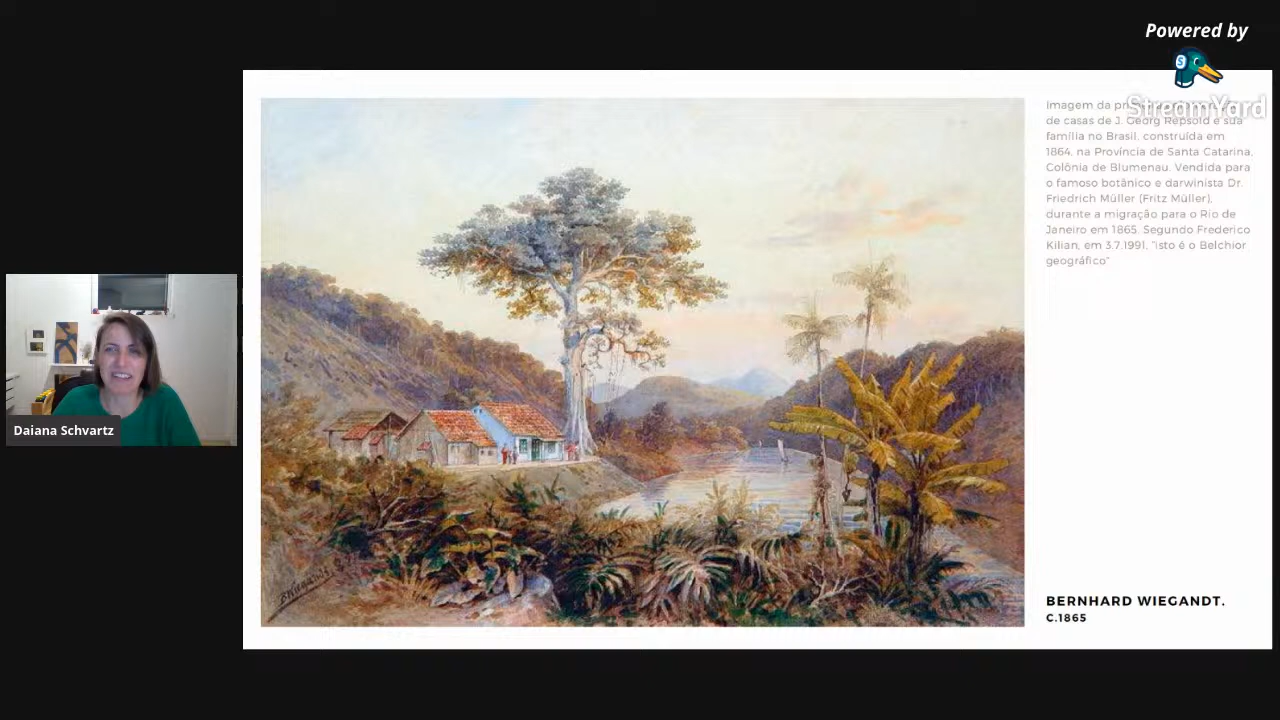 Powered by
StreamYard
imagem da
de casas de J. Georg Repsold e sua
família no Brasil, construída em
1864, na Província de Santa Catarina,
Colônia de Blumenau. Vendida para
o famoso botânico e darwinista Dr.
Friedrich Müller (Fritz Müller),
durante a migração para o Rio de
Janeiro em 1865. Segundo Frederico
Kilian, em 3.7.1991, "isto é o Belchior
geográfico"
Daiana Schvartz
BERNHARD WIEGANDT.
C.1865